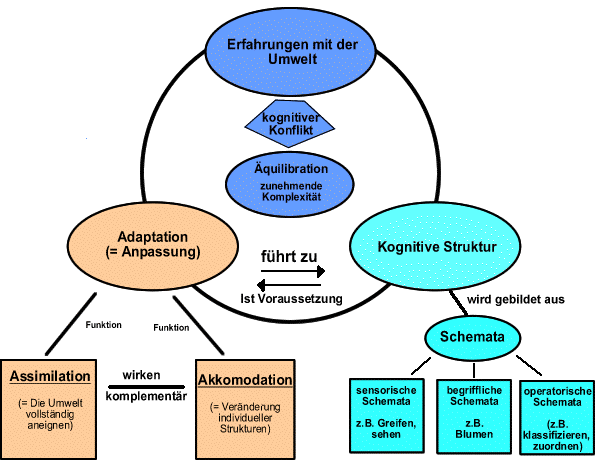 Erfahrungen mit der
Umwelt
kognitiver
Konflikt
Äquilibration
zunehmende
Komplexität
Adaptation
(= Anpassung)
führt zu
Ist Voraussetzung
Kognitive Struktur
wird gebildet aus
Funktion
Funktion
Schemata
Assimilation
(= Die Umwelt
vollständig
aneignen)
wirken
komplementär
Akkomodation
(= Veränderung
individueller
Strukturen)
sensorische
Schemata
z.B. Greifen,
sehen
begriffliche
Schemata
z.B.
Blumen
operatorische
Schemata
(z.B.
klassifizieren,
zuordnen)